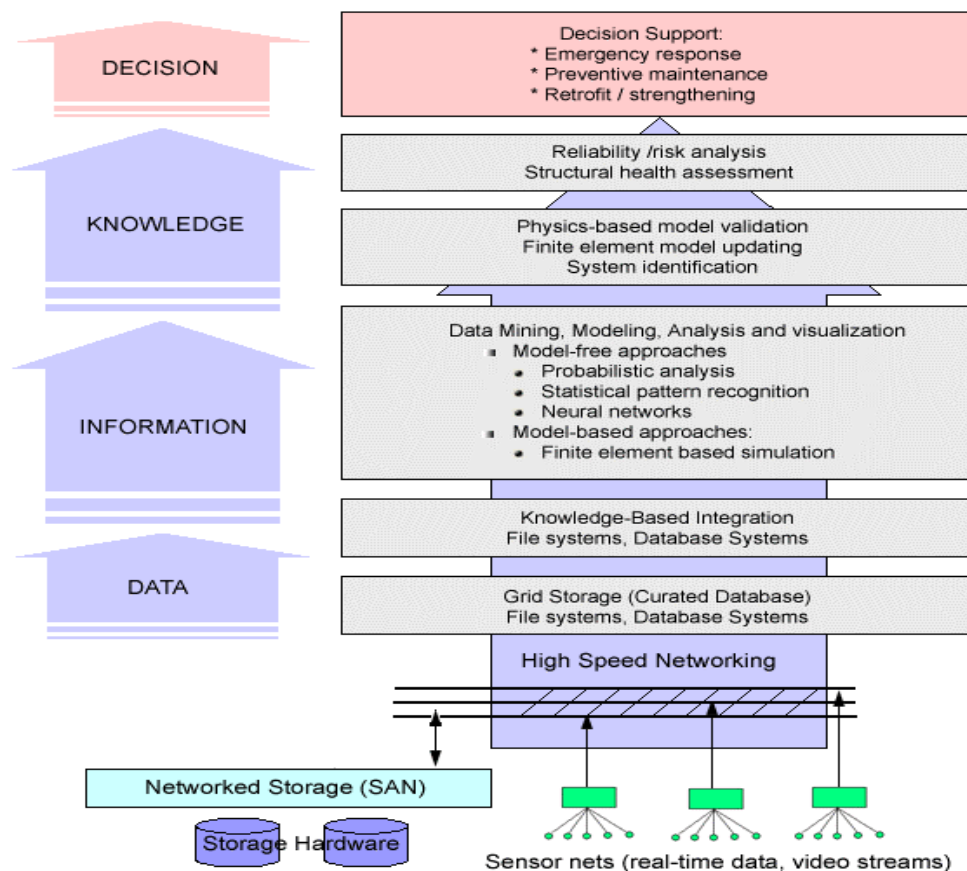 DECISION
Decision Support:
* Emergency response
* Preventive maintenance
* Retrofit / strengthening
KNOWLEDGE
Reliability /risk analysis
Structural health assessment
Physics-based model validation
Finite element model updating
System identification
INFORMATION
Data Mining, Modeling, Analysis and visualization
Model-free approaches
Probabilistic analysis
Statistical pattern recognition
Neural networks
Model-based approaches:
Finite element based simulation
Knowledge-Based Integration
File systems, Database Systems
DATA
Grid Storage (Curated Database)
File systems, Database Systems
High Speed Networking
Networked Storage (SAN)
Storage Hardware
Sensor nets (real-time data, video streams)